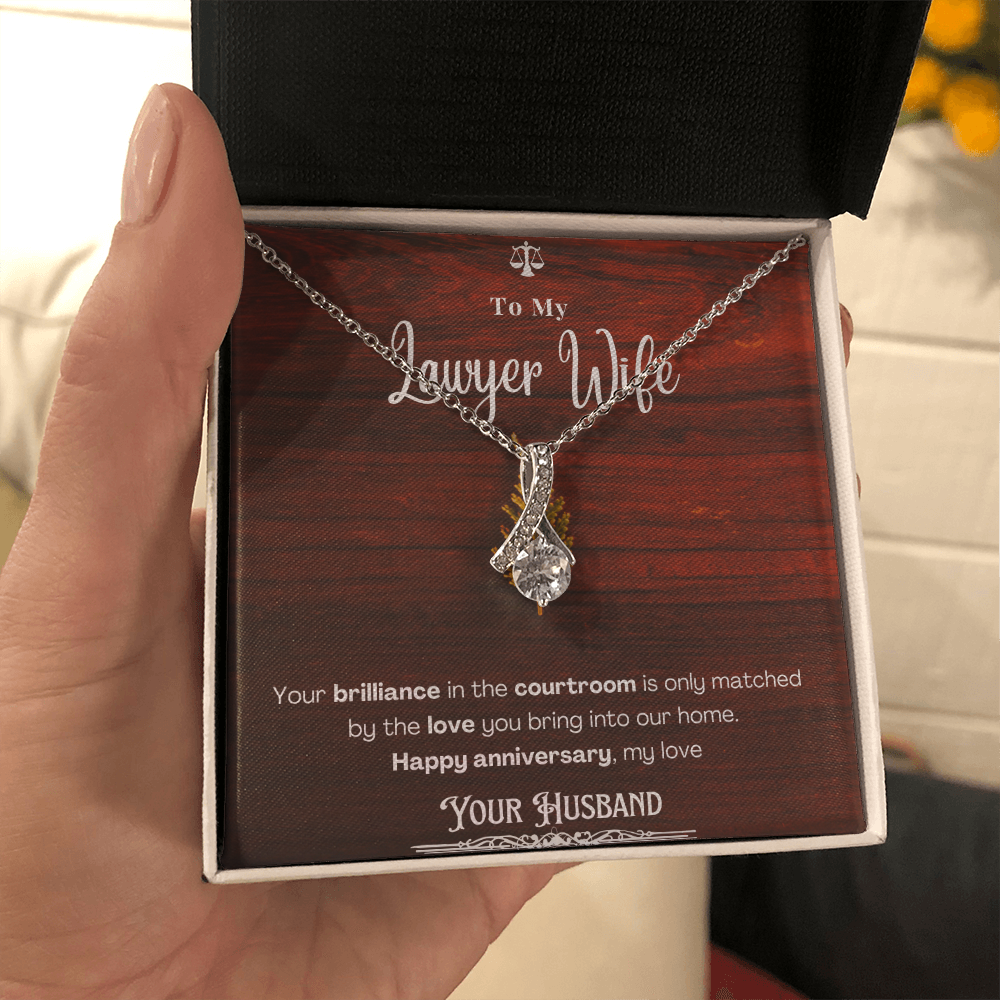 To My
Lawyer Wife
Your brilliance in the courtroom is only matched
by the love you bring into our home.
Happy anniversary, my love
YOUR HUSBAND